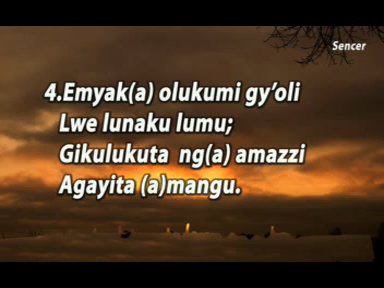 Sencer
4.Emyak(a) olukumi gy’oli
Lwe lunaku lumu;
Gikulukuta ng(a) amazzi
Agayita (a)mangu.